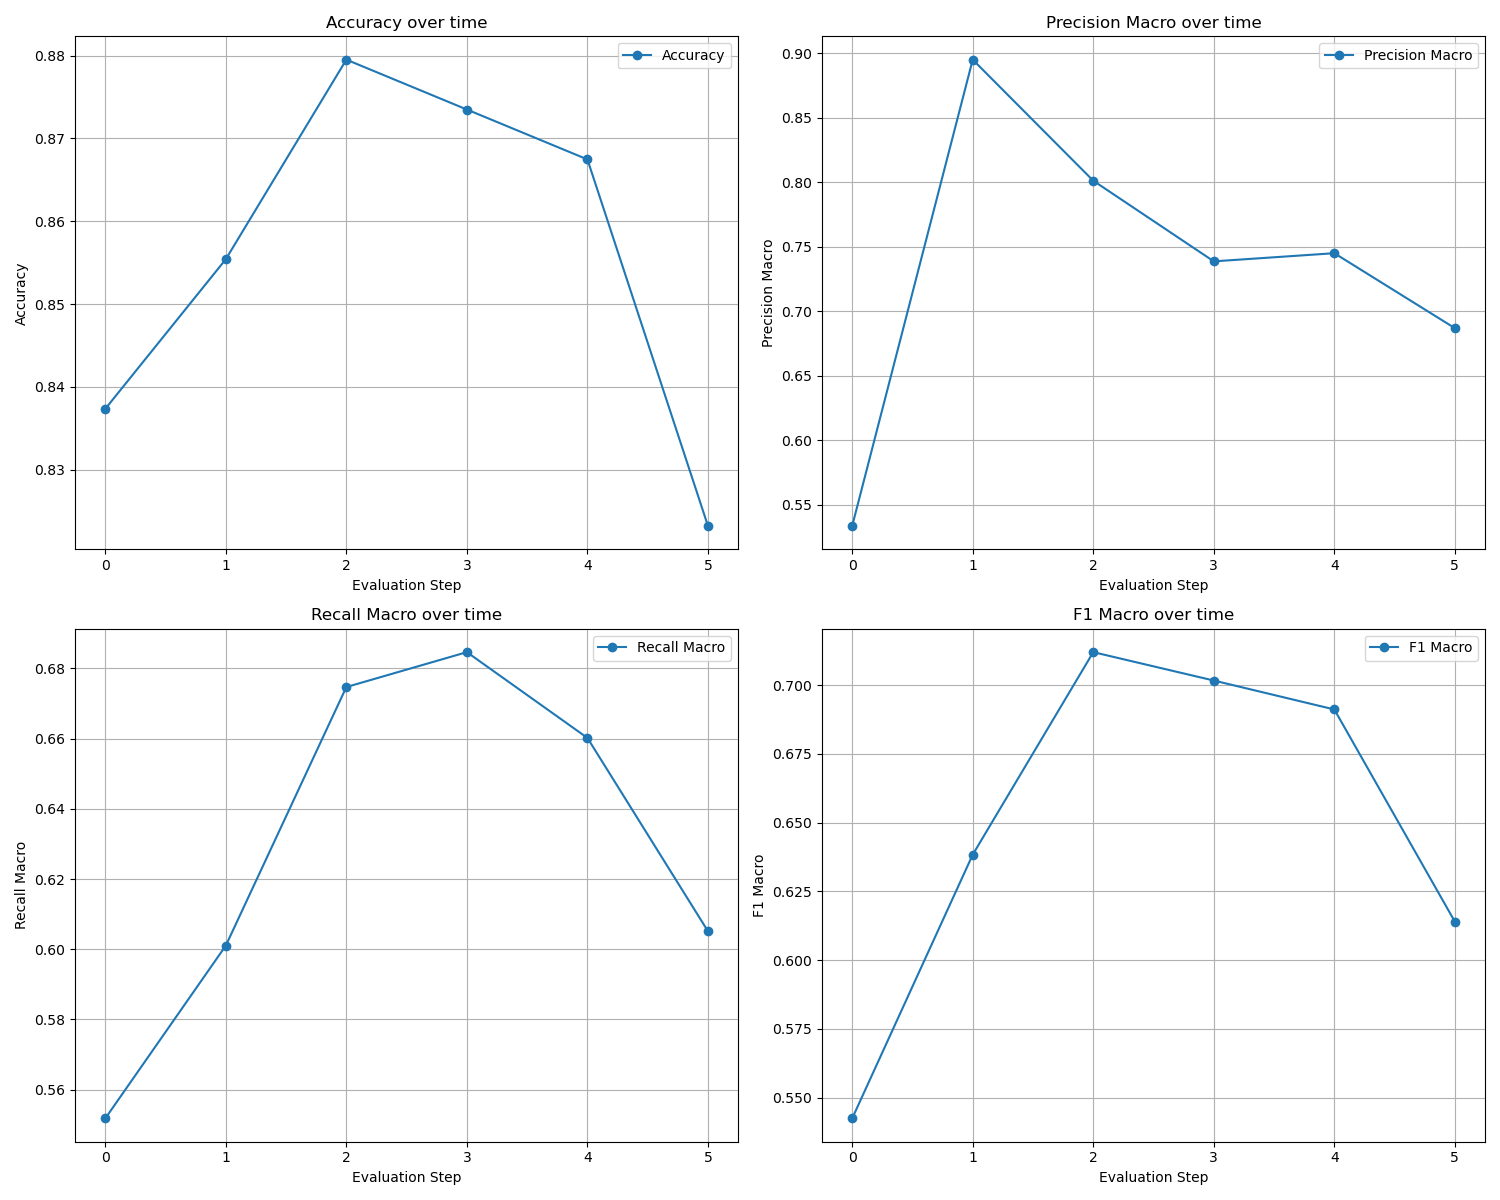 Accuracy over time
Accuracy
0.88
0.87
0.86
0.85
0.84
0.83
Accuracy
0 1 2 3 4 5
Evaluation Step
Precision Macro over time
Precision Macro
0.90
0.85
0.80
0.75
0.70
0.65
0.60
0.55
Precision Macro
0 1 2 3 4 5
Evaluation Step
Recall Macro over time
Recall Macro
0.68
0.66
0.64
0.62
0.60
0.58
0.56
Recall Macro
0 1 2 3 4 5
Evaluation Step
F1 Macro over time
F1 Macro
0.700
0.675
0.650
0.625
0.600
0.575
0.550
F1 Macro
0 1 2 3 4 5
Evaluation Step